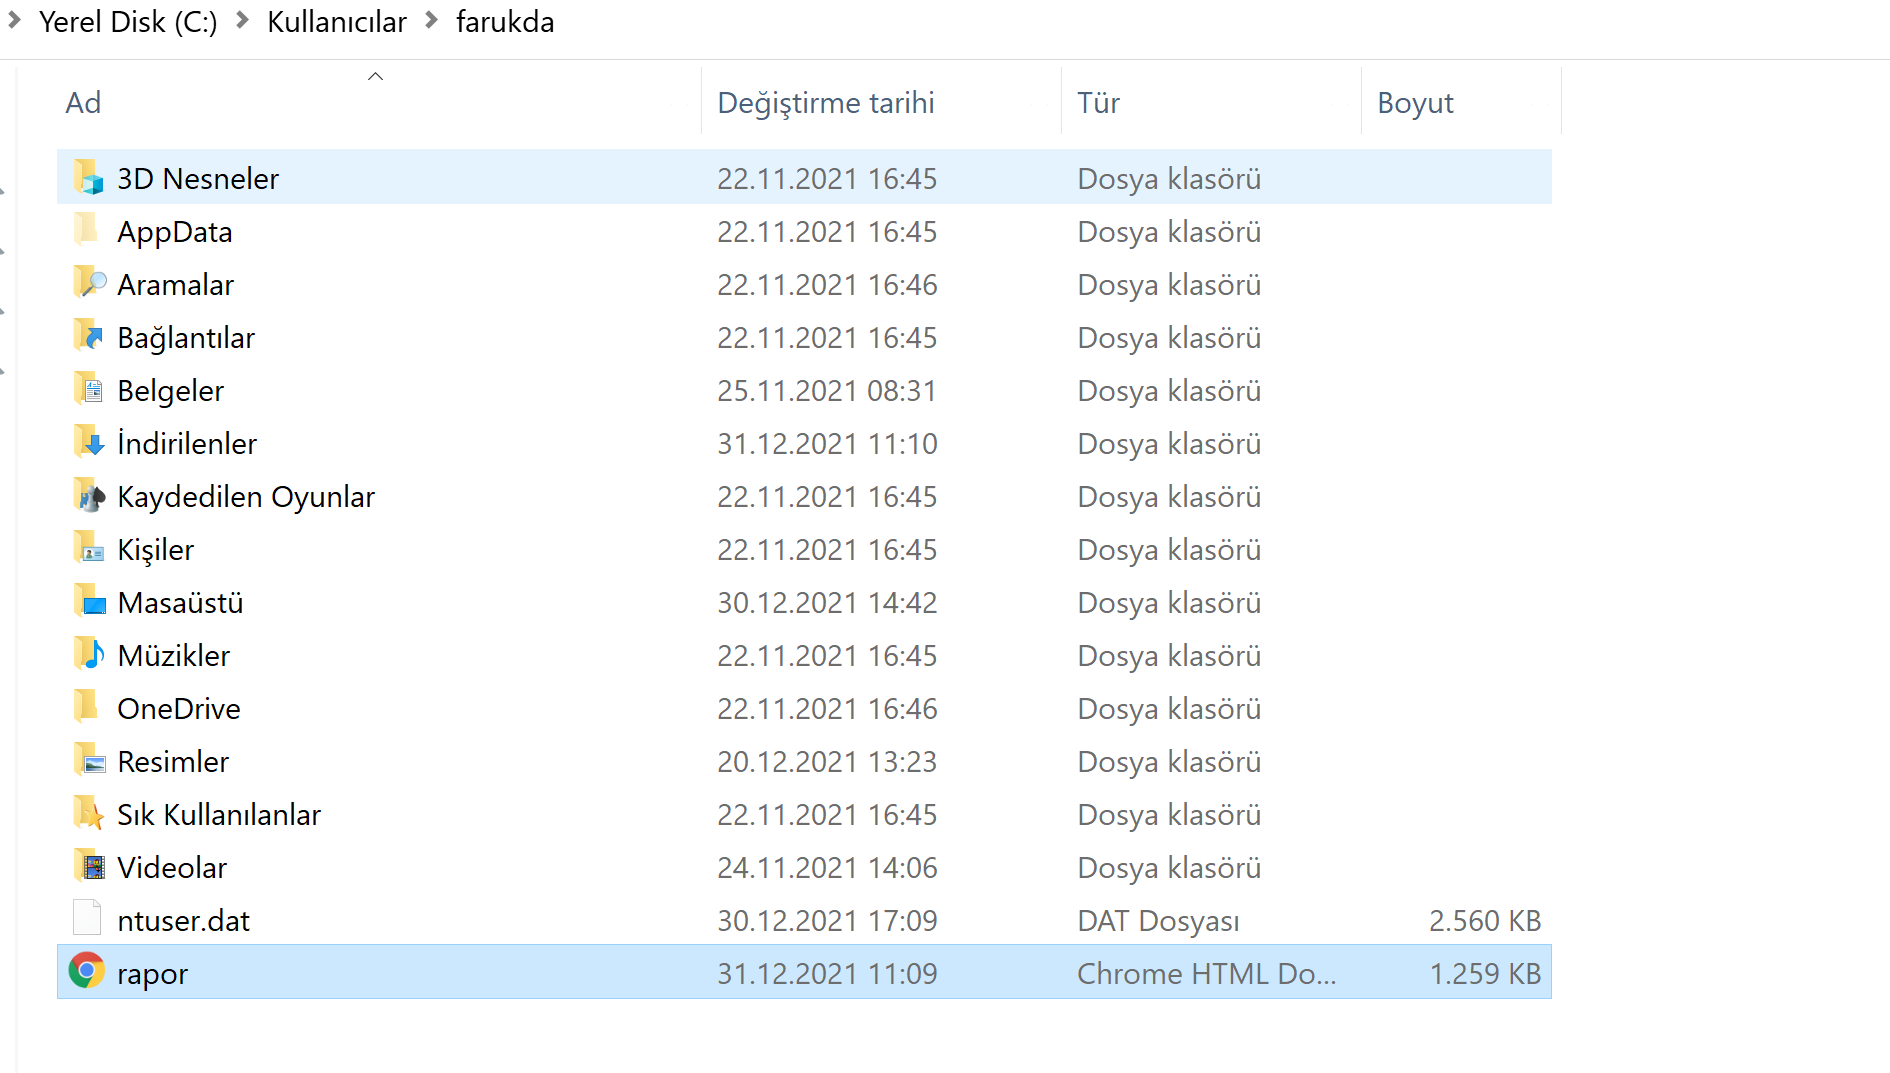 Yerel Disk (C:) Kullanıcılar farukda
Ad Değiştirme tarihi Tür Boyut
3D Nesneler 22.11.2021 16:45 Dosya klasörü
AppData 22.11.2021 16:45 Dosya klasörü
Aramalar 22.11.2021 16:46 Dosya klasörü
Bağlantılar 22.11.2021 16:45 Dosya klasörü
Belgeler 25.11.2021 08:31 Dosya klasörü
İndirilenler 31.12.2021 11:10 Dosya klasörü
Kaydedilen Oyunlar 22.11.2021 16:45 Dosya klasörü
Kişiler 22.11.2021 16:45 Dosya klasörü
Masaüstü 30.12.2021 14:42 Dosya klasörü
Müzikler 22.11.2021 16:45 Dosya klasörü
OneDrive 22.11.2021 16:46 Dosya klasörü
Resimler 20.12.2021 13:23 Dosya klasörü
Sık Kullanılanlar 22.11.2021 16:45 Dosya klasörü
Videolar 24.11.2021 14:06 Dosya klasörü
ntuser.dat 30.12.2021 17:09 DAT Dosyası 2.560 KB
rapor 31.12.2021 11:09 Chrome HTML Do... 1.259 KB